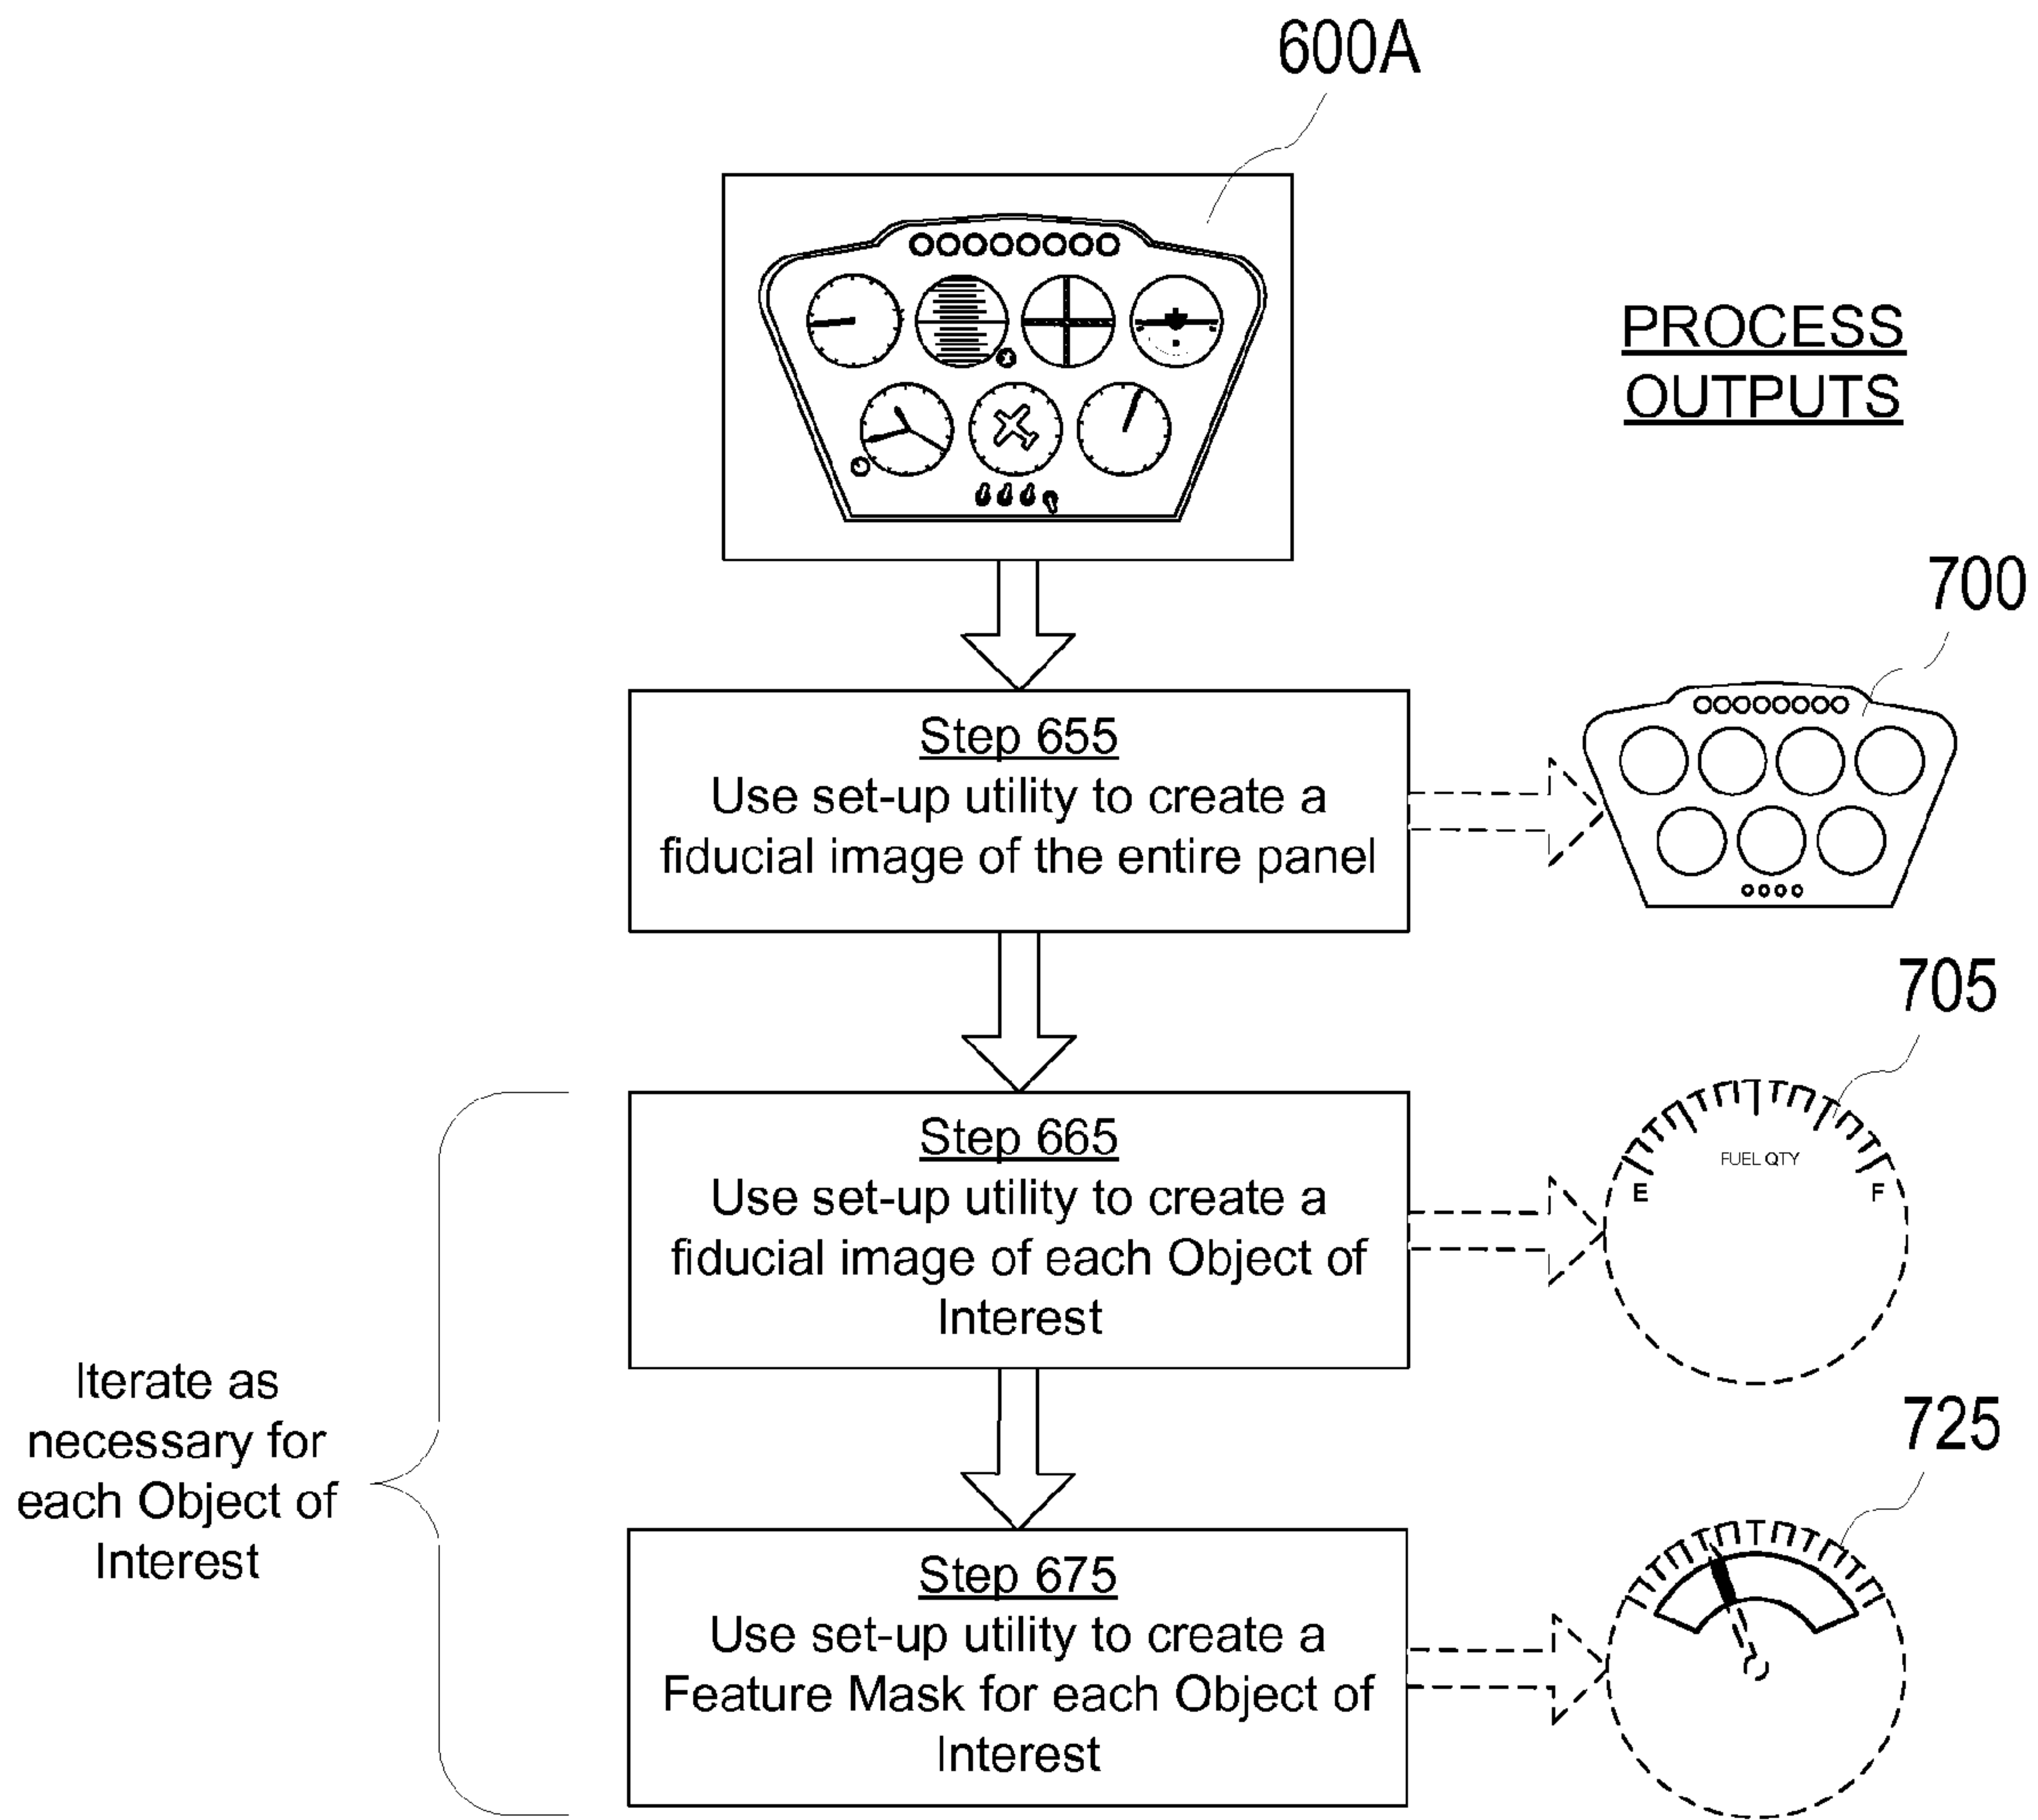 600A
PROCESS
OUTPUTS
700
Step 655
Use set-up utility to create a
fiducial image of the entire panel
705
Step 665
Use set-up utility to create a
fiducial image of each Object of
Interest
FUEL QTY
E
F
Iterate as
necessary for
each Object of
Interest
725
Step 675
Use set-up utility to create a
Feature Mask for each Object of
Interest